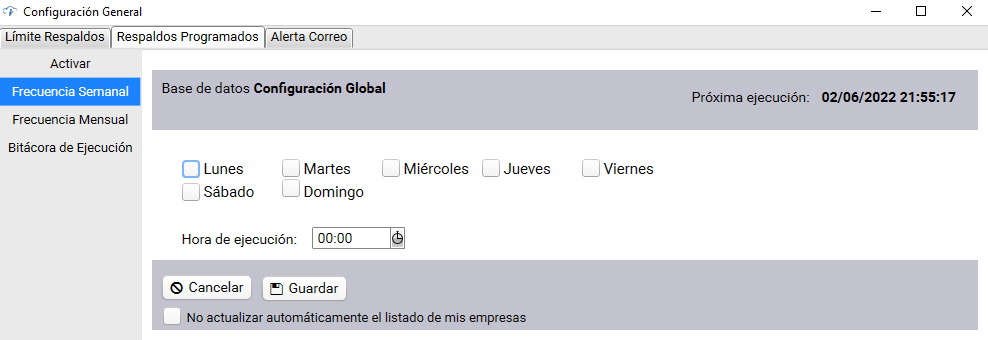 Configuración General
Límite Respaldos Respaldos Programados Alerta Correo
Activar
Frecuencia Semanal
Frecuencia Mensual
Bitácora de Ejecución
Base de datos Configuración Global
Próxima ejecución: 02/06/2022 21:55:17
Lunes Martes Miércoles Jueves Viernes
Sábado Domingo
Hora de ejecución: 00:00
Cancelar Guardar
No actualizar automáticamente el listado de mis empresas